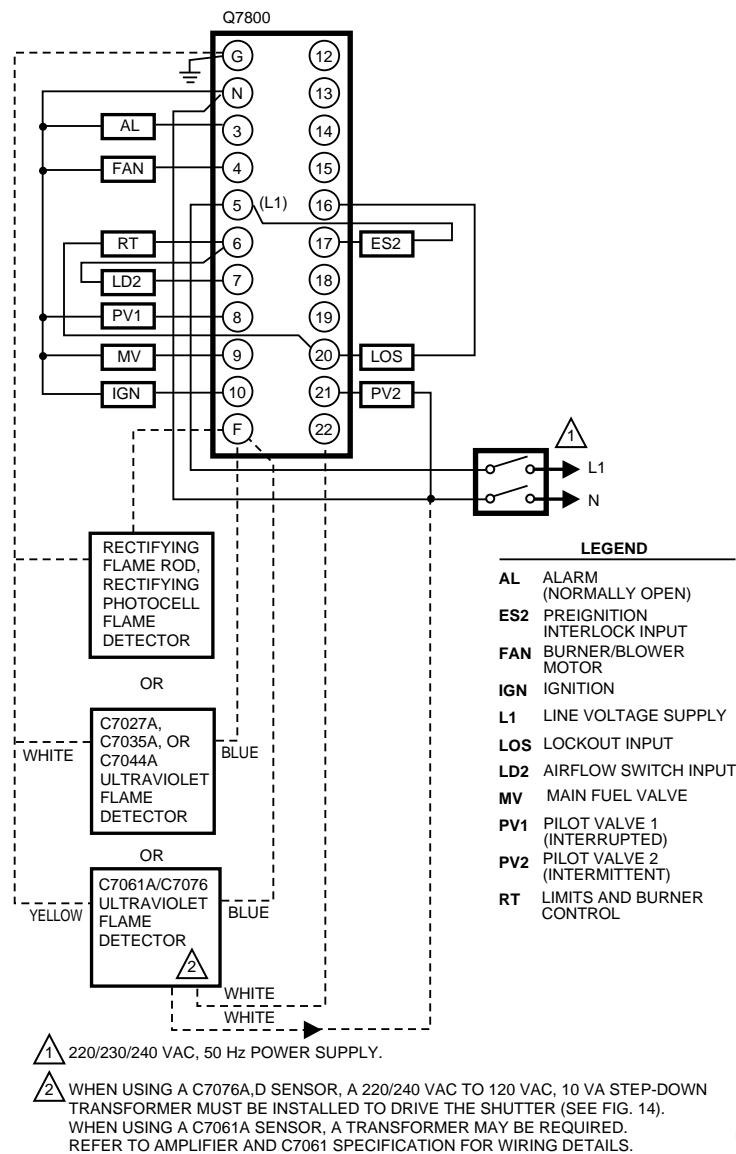 Q7800
G
12
N
13
AL
3
14
FAN
4
15
5
(L1)
16
RT
6
17
ES2
LD2
7
18
PV1
8
19
MV
9
20
LOS
IGN
10
21
PV2
F
22
1
L1
N
RECTIFYING
FLAME ROD,
RECTIFYING
PHOTOCELL
FLAME
DETECTOR
OR
C7027A,
C7035A, OR
C7044A
ULTRAVIOLET
FLAME
DETECTOR
WHITE
BLUE
OR
C7061A/C7076
ULTRAVIOLET
FLAME
DETECTOR
2
YELLOW
BLUE
WHITE
WHITE
LEGEND
AL ALARM
(NORMALLY OPEN)
ES2 PREIGNITION
INTERLOCK INPUT
FAN BURNER/BLOWER
MOTOR
IGN IGNITION
L1 LINE VOLTAGE SUPPLY
LOS LOCKOUT INPUT
LD2 AIRFLOW SWITCH INPUT
MV MAIN FUEL VALVE
PV1 PILOT VALVE 1
(INTERRUPTED)
PV2 PILOT VALVE 2
(INTERMITTENT)
RT LIMITS AND BURNER
CONTROL
1 220/230/240 VAC, 50 Hz POWER SUPPLY.
2 WHEN USING A C7076A,D SENSOR, A 220/240 VAC TO 120 VAC, 10 VA STEP-DOWN
TRANSFORMER MUST BE INSTALLED TO DRIVE THE SHUTTER (SEE FIG. 14).
WHEN USING A C7061A SENSOR, A TRANSFORMER MAY BE REQUIRED.
REFER TO AMPLIFIER AND C7061 SPECIFICATION FOR WIRING DETAILS.